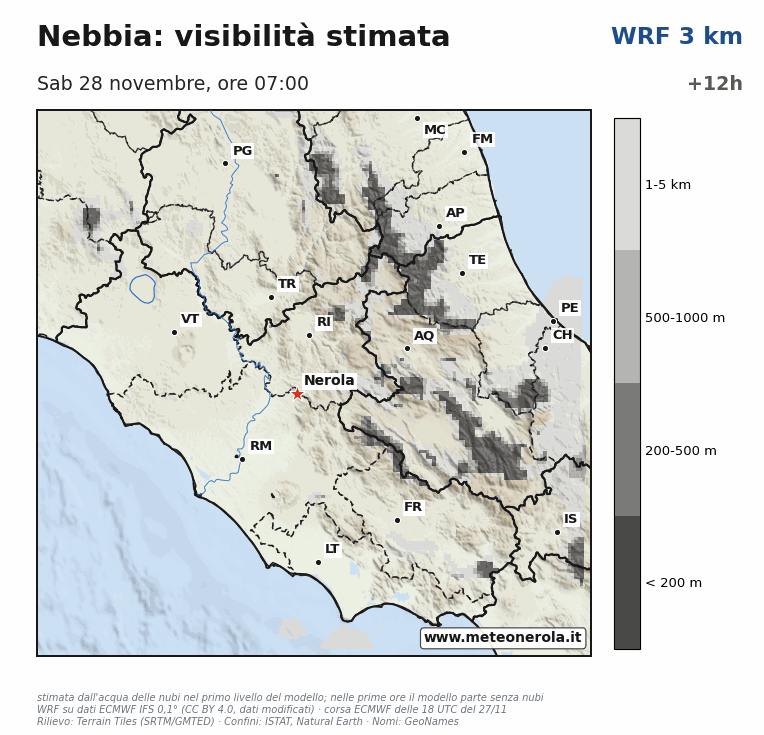 Nebbia: visibilità stimata
WRF 3 km
Sab 28 novembre, ore 07:00
+12h
MC
FM
PG
AP
TE
TR
PE
VT
RI
AQ
CH
Nerola
RM
FR
IS
LT
www.meteonerola.it
1-5 km
500-1000 m
200-500 m
< 200 m
stimata dall'acqua delle nubi nel primo livello del modello; nelle prime ore il modello parte senza nubi
WRF su dati ECMWF IFS 0,1° (CC BY 4.0, dati modificati) · corsa ECMWF delle 18 UTC del 27/11
Rilievo: Terrain Tiles (SRTM/GMTED) · Confini: ISTAT, Natural Earth · Nomi: GeoNames